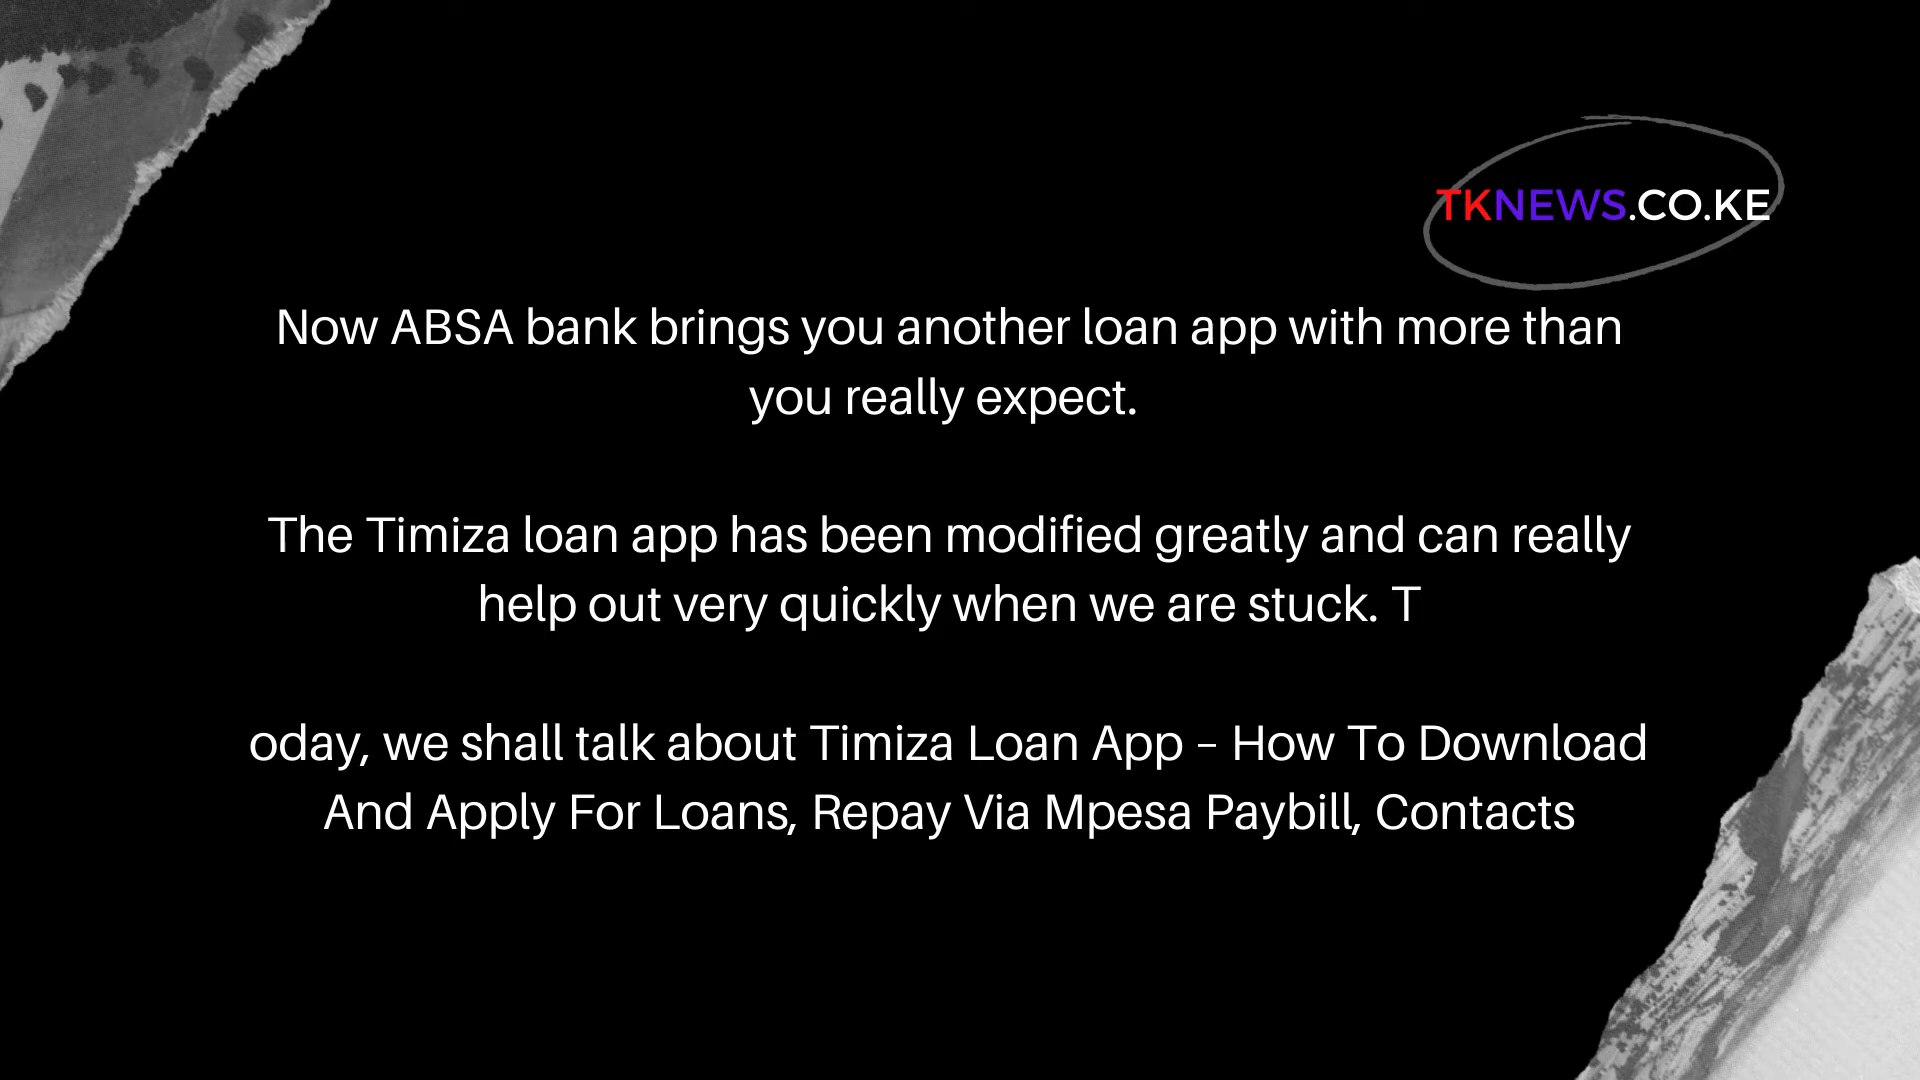 TKNEWS.CO.KE
Now ABSA bank brings you another loan app with more than
you really expect.
The Timiza loan app has been modified greatly and can really
help out very quickly when we are stuck. T
oday, we shall talk about Timiza Loan App – How To Download
And Apply For Loans, Repay Via Mpesa Paybill, Contacts